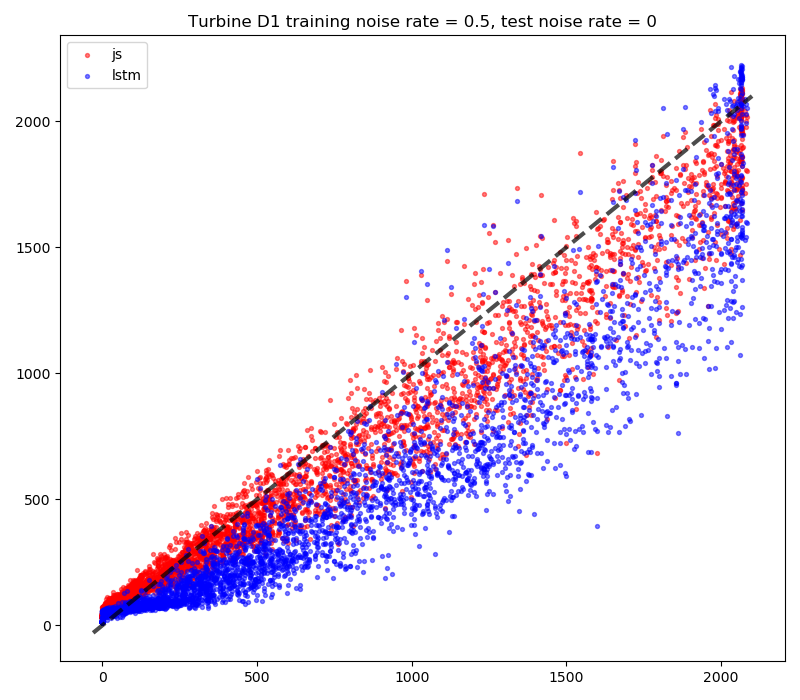 Turbine D1 training noise rate = 0.5, test noise rate = 0
js
lstm
2000
1500
1000
500
0
0 500 1000 1500 2000